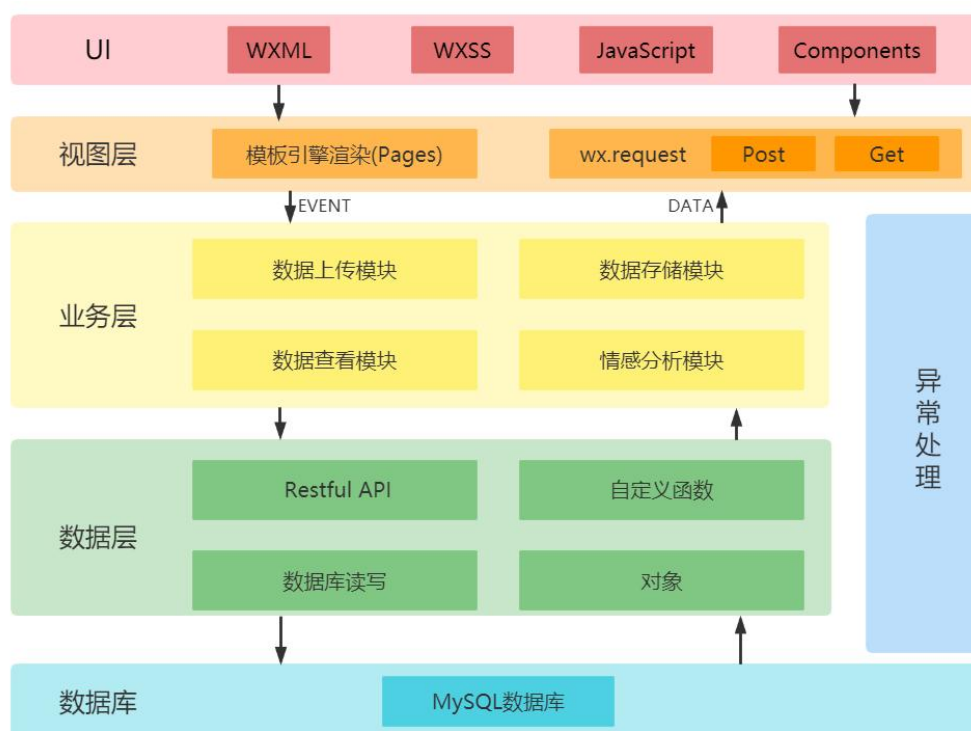 UI
WXML
WXSS
JavaScript
Components
视图层
模板引擎渲染(Pages)
wx.request
Post
Get
EVENT
DATA
业务层
数据上传模块
数据存储模块
数据查看模块
情感分析模块
异常处理
数据层
Restful API
自定义函数
数据库读写
对象
数据库
MySQL数据库